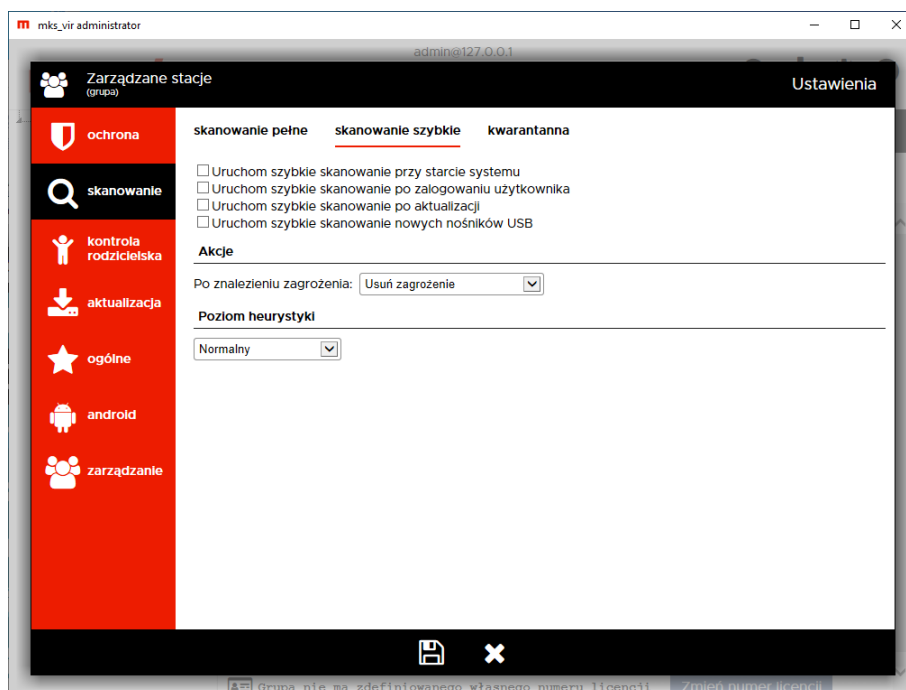 mks_vir administrator
admin@127.0.0.1
Zarządzane stacje
(grupa)
Ustawienia
ochrona
skanowanie
kontrola
rodzicielska
aktualizacja
ogólne
android
zarządzanie
skanowanie pełne
skanowanie szybkie
kwarantanna
Uruchom szybkie skanowanie przy starcie systemu
Uruchom szybkie skanowanie po zalogowaniu użytkownika
Uruchom szybkie skanowanie po aktualizacji
Uruchom szybkie skanowanie nowych nośników USB
Akcje
Po znalezieniu zagrożenia: Usuń zagrożenie
Poziom heurystyki
Normalny
Grupa nie ma zdefiniowanego własnego numeru licencji
Zmień numer licencji